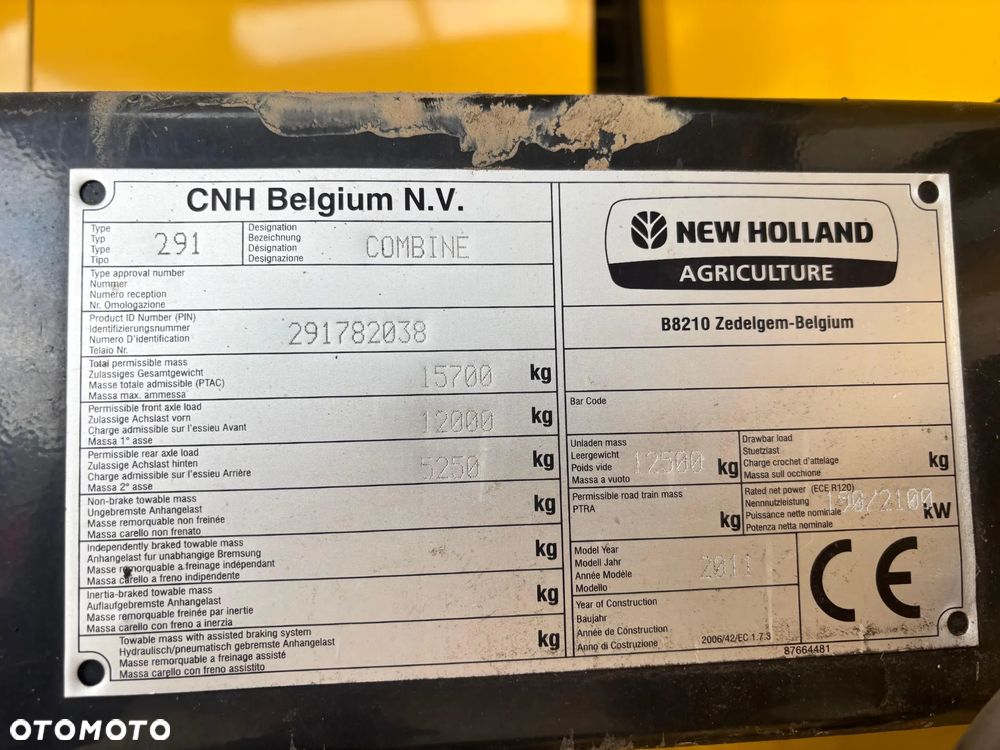 CNH Belgium N.V.
Type
Typ
Type
Tipo
291
Designation
Bezeichnung
Désignation
Designazione
COMBINE
Type approval number
Nummer
Numéro reception
Nr. Omologazione
Product ID Number (PIN)
Identifizierungsnummer
Numero D'identification
Telaio Nr.
291782038
Total permissible mass
Zulassiges Gesamtgewicht
Masse totale admissible (PTAC)
Massa max. ammessa
15700 kg
Permissible front axle load
Zulassige Achslast vorn
Charge admissible sur l'essieu Avant
Massa 1° asse
12000 kg
Permissible rear axle load
Zulassige Achslast hinten
Charge admissible sur l'essieu Arrière
Massa 2° asse
5250 kg
Non-brake towable mass
Ungebremste Anhangelast
Masse remorquable non freinée
Massa carello non frenato
kg
Independently braked towable mass
Anhangelast fur unabhangige Bremsung
Masse remorquable a freinage indépendant
Massa carello a freno indipendente
kg
Inertia-braked towable mass
Auflaufgebremste Anhangelast
Masse remorquable freinée par inertie
Massa carello con freno a inerzia
kg
Towable mass with assisted braking system
Hydraulisch/pneumatisch gebremste Anhangelast
Masse remorquable a freinage assisté
Massa carello con freno assistito
kg
NEW HOLLAND
AGRICULTURE
B8210 Zedelgem-Belgium
Bar Code
Unladen mass
Leergewicht
Poids vide
Massa a vuoto
12500 kg
Drawbar load
Stuetzlast
Charge crochet d'attelage
Massa sull occhione
kg
Permissible road train mass
PTRA
kg
Rated net power (ECE R120)
Nennnutzleistung
Puissance nette nominale
Potenza netta nominale
190/2100 kW
Model Year
Modell Jahr
Année Modèle
Modello
2011
Year of Construction
Baujahr
Année de Construction
Anno di Costruzione
CE
2006/42/EC 1.7.3
87664481
OTOMOTO